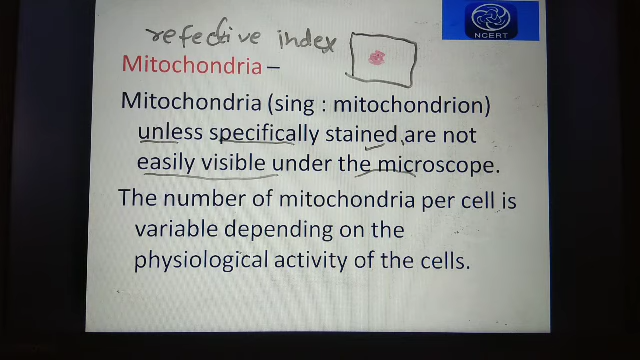 refective index
NCERT
Mitochondria –
Mitochondria (sing : mitochondrion)
unless specifically stained, are not
easily visible under the microscope.
The number of mitochondria per cell is
variable depending on the
physiological activity of the cells.